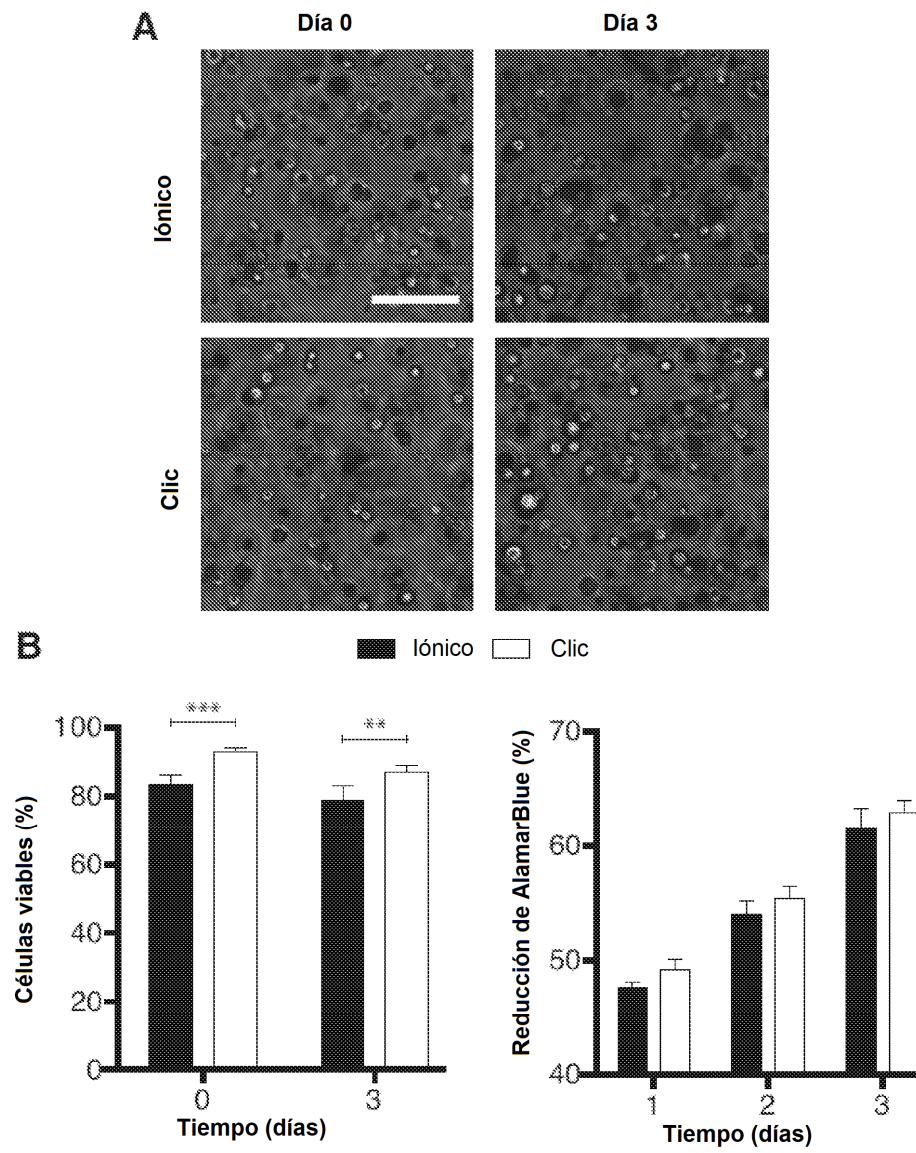 A
Día 0
Día 3
Iónico
Clic
B
Iónico
Clic
Células viables (%)
100
80
60
40
20
0
***
**
0
3
Tiempo (días)
Reducción de AlamarBlue (%)
70
60
50
40
1
2
3
Tiempo (días)